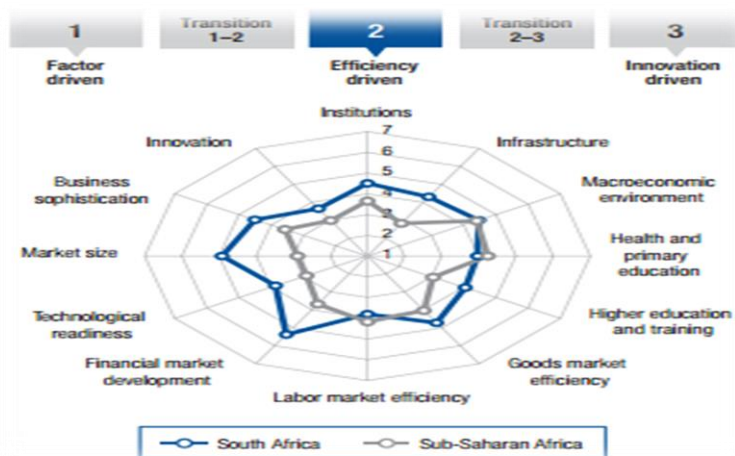 1
Transition
1–2
2
Transition
2–3
3
Factor
driven
Efficiency
driven
Innovation
driven
Institutions
7
6
5
4
3
2
1
Innovation
Infrastructure
Business
sophistication
Macroeconomic
environment
Market size
Health and
primary
education
Technological
readiness
Higher education
and training
Financial market
development
Goods market
efficiency
Labor market efficiency
South Africa
Sub-Saharan Africa